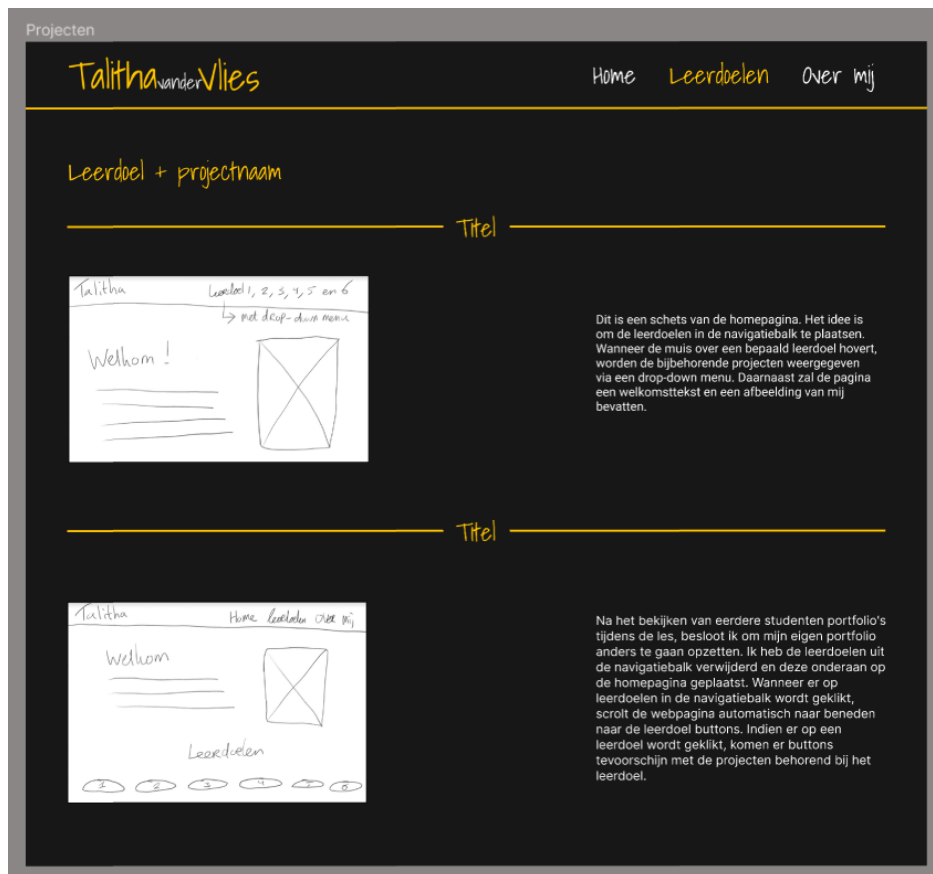 Projecten
Talitha van der Vlies
Home Leerdoelen Over mij
Leerdoel + projectnaam
Titel
Talitha
Leerdoel 1, 2, 3, 4, 5 en 6
met drop-down menu
Welkom !
Dit is een schets van de homepagina. Het idee is
om de leerdoelen in de navigatiebalk te plaatsen.
Wanneer de muis over een bepaald leerdoel hovert,
worden de bijbehorende projecten weergegeven
via een drop-down menu. Daarnaast zal de pagina
een welkomsttekst en een afbeelding van mij
bevatten.
Titel
Talitha
Home leerdoelen Over mij
Welkom
Leerdoelen
1 2 3 4 5 6
Na het bekijken van eerdere studenten portfolio's
tijdens de les, besloot ik om mijn eigen portfolio
anders te gaan opzetten. Ik heb de leerdoelen uit
de navigatiebalk verwijderd en deze onderaan op
de homepagina geplaatst. Wanneer er op
leerdoelen in de navigatiebalk wordt geklikt,
scrolt de webpagina automatisch naar beneden
naar de leerdoel buttons. Indien er op een
leerdoel wordt geklikt, komen er buttons
tevoorschijn met de projecten behorend bij het
leerdoel.